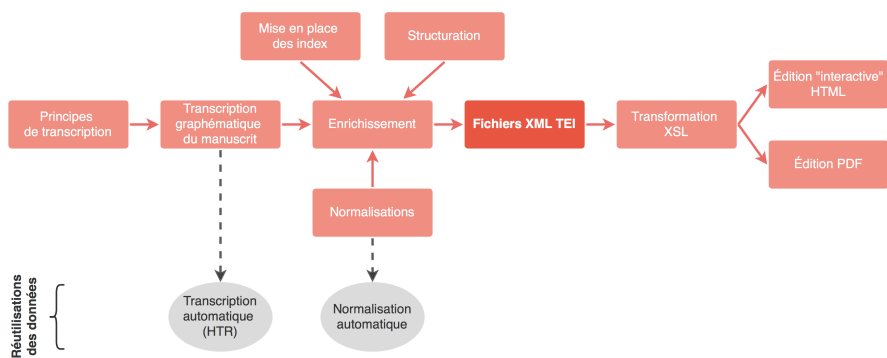 Mise en place
des index
Structuration
Principes
de transcription
Transcription
graphématique
du manuscrit
Enrichissement
Fichiers XML TEI
Transformation
XSL
Édition "interactive"
HTML
Édition PDF
Normalisations
Réutilisations
des données
Transcription
automatique
(HTR)
Normalisation
automatique